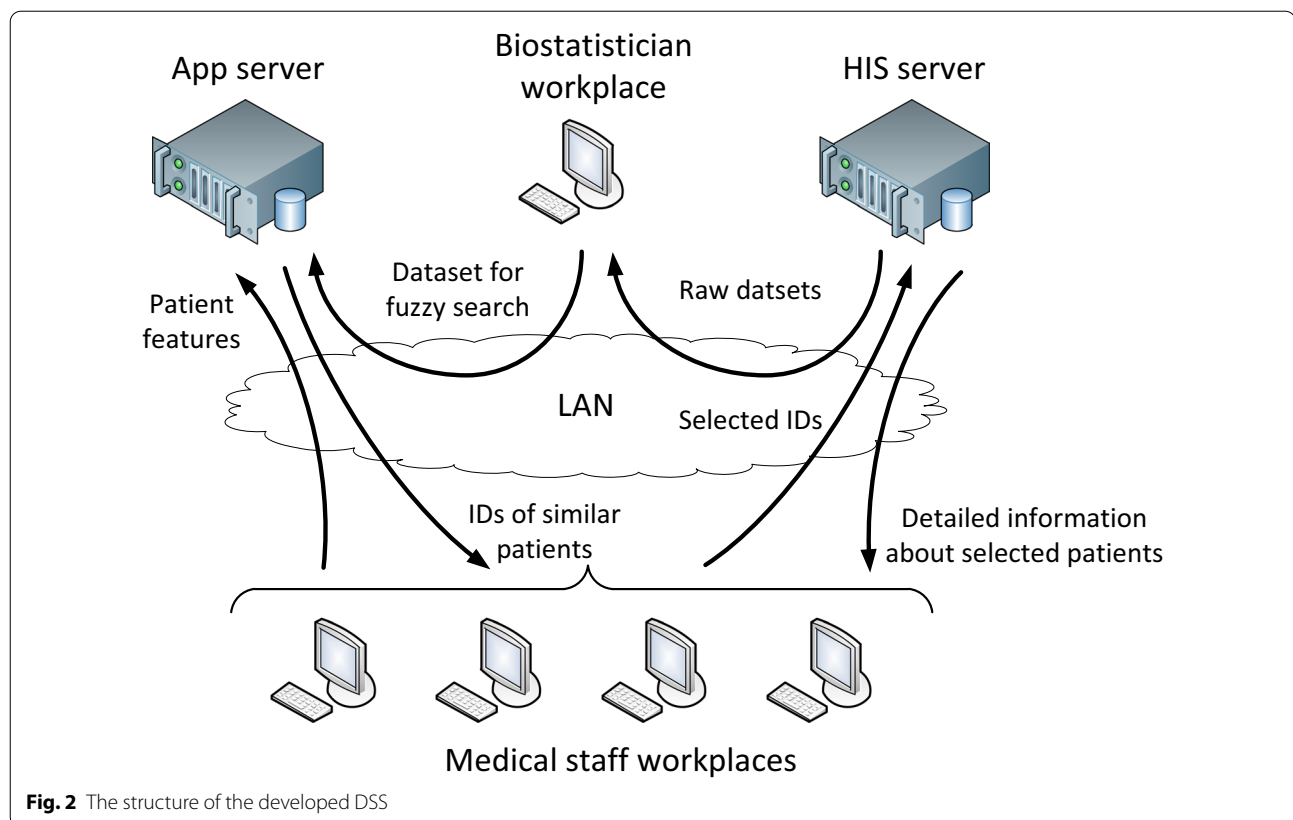 App server
Biostatistician
workplace
HIS server
Patient
features
Dataset for
fuzzy search
Raw datsets
LAN
Selected IDs
IDs of similar
patients
Detailed information
about selected patients
Medical staff workplaces
Fig. 2 The structure of the developed DSS